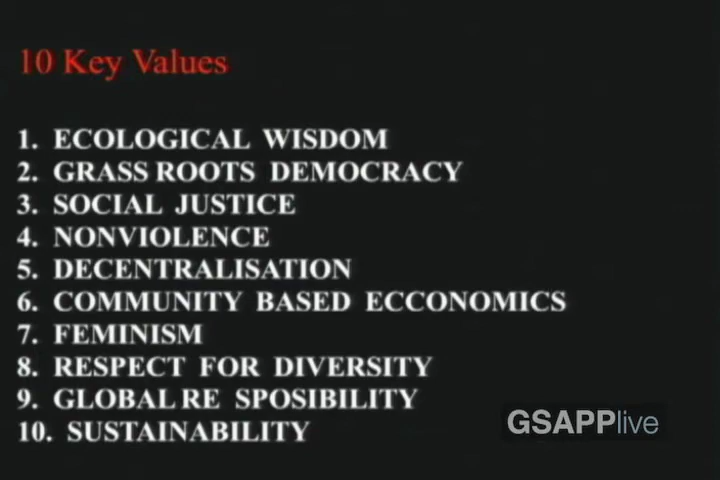 10 Key Values
1. ECOLOGICAL WISDOM
2. GRASS ROOTS DEMOCRACY
3. SOCIAL JUSTICE
4. NONVIOLENCE
5. DECENTRALISATION
6. COMMUNITY BASED ECCONOMICS
7. FEMINISM
8. RESPECT FOR DIVERSITY
9. GLOBAL RE SPOSIBILITY
10. SUSTAINABILITY
GSAPPlive